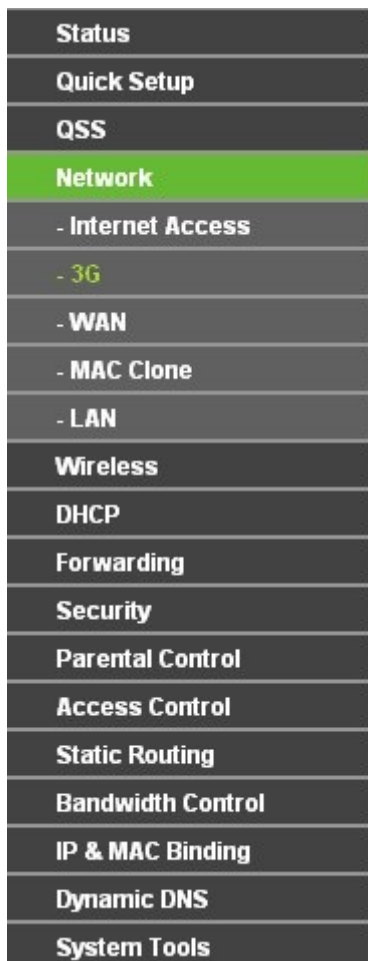 Status
Quick Setup
QSS
Network
- Internet Access
- 3G
- WAN
- MAC Clone
- LAN
Wireless
DHCP
Forwarding
Security
Parental Control
Access Control
Static Routing
Bandwidth Control
IP & MAC Binding
Dynamic DNS
System Tools